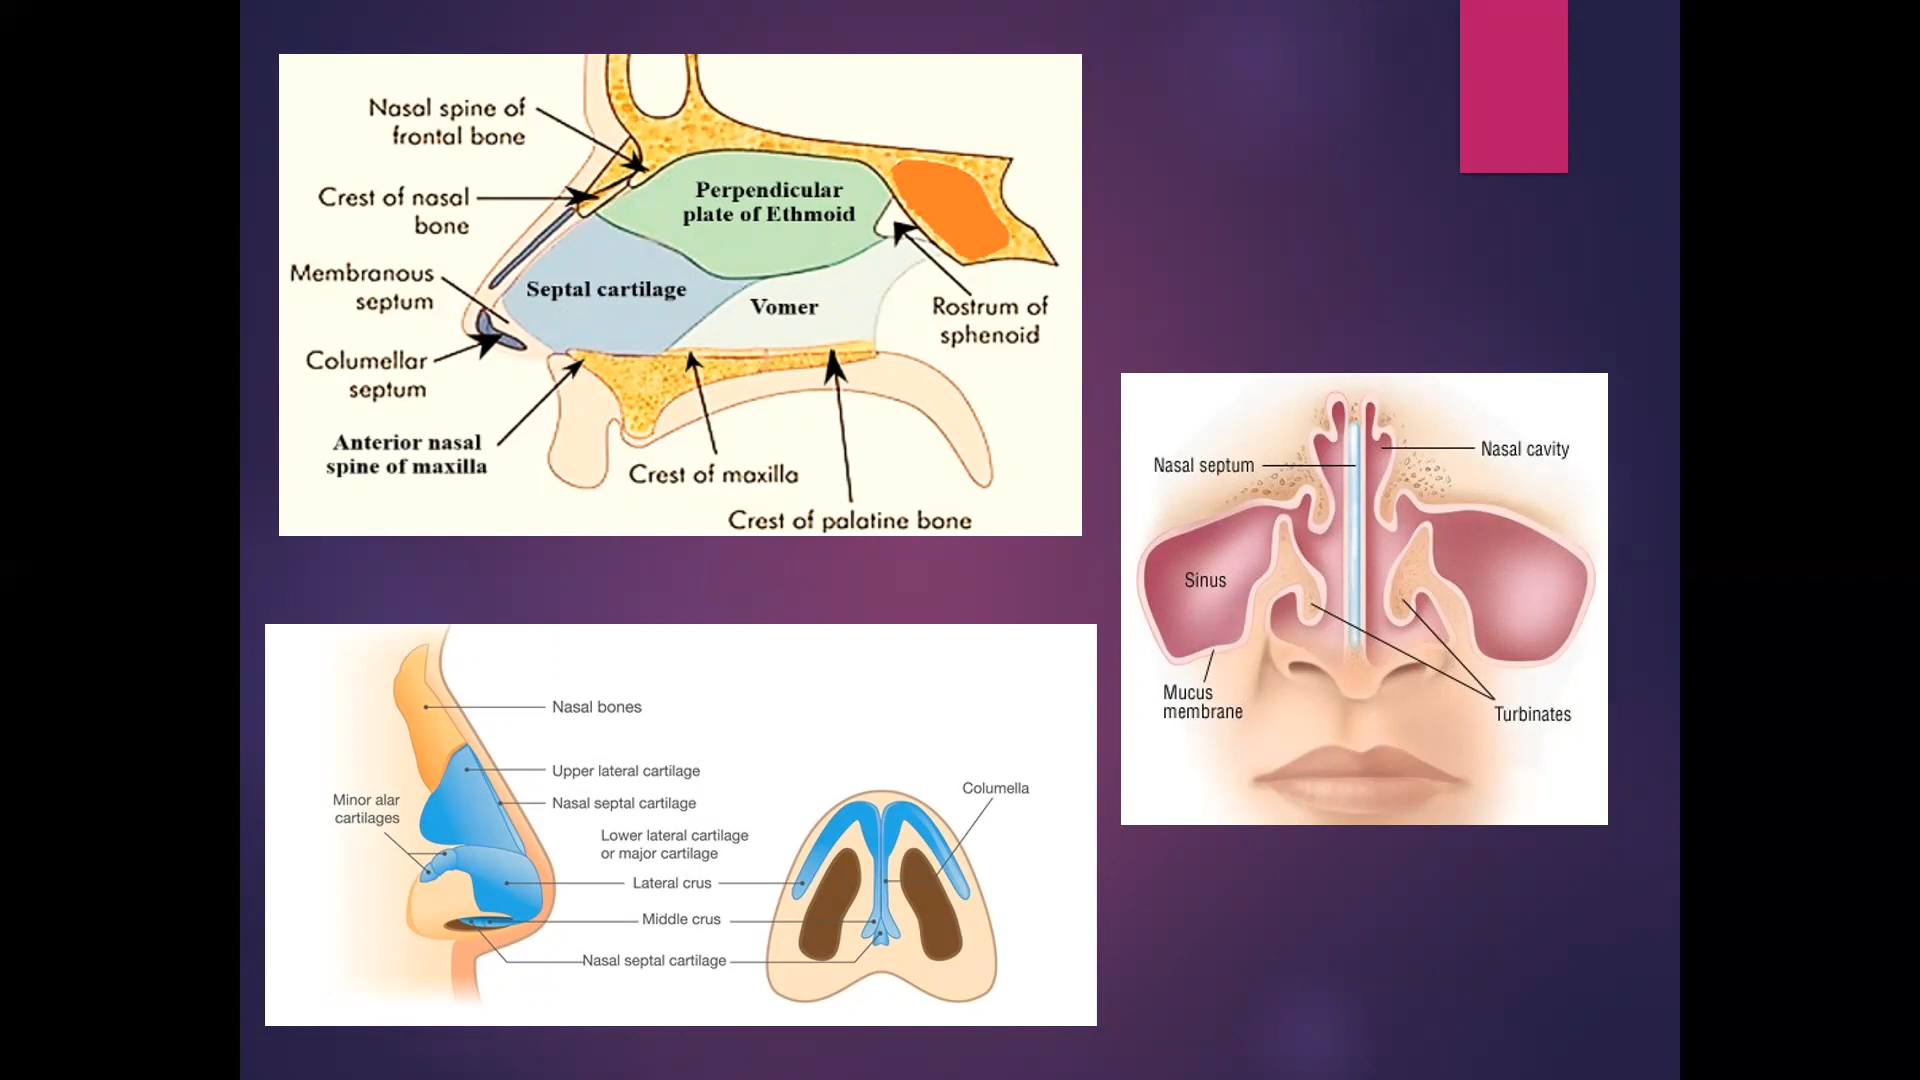 Nasal spine of
frontal bone
Crest of nasal
bone
Membranous
septum
Columellar
septum
Anterior nasal
spine of maxilla
Perpendicular
plate of Ethmoid
Septal cartilage
Vomer
Rostrum of
sphenoid
Crest of maxilla
Crest of palatine bone
Nasal septum
Nasal cavity
Sinus
Mucus
membrane
Turbinates
Nasal bones
Upper lateral cartilage
Nasal septal cartilage
Minor alar
cartilages
Lower lateral cartilage
or major cartilage
Lateral crus
Middle crus
Nasal septal cartilage
Columella